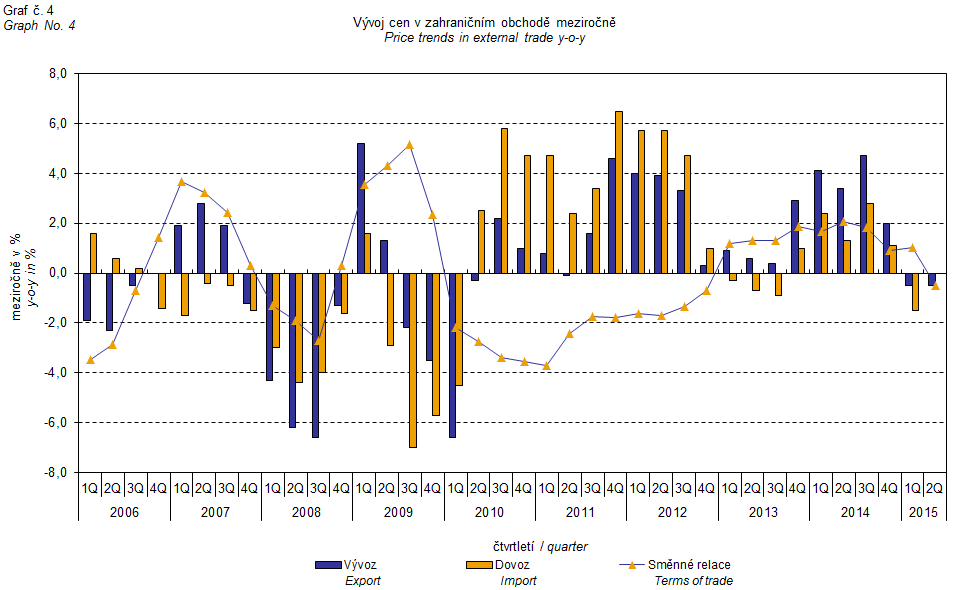 Graf č. 4
Graph No. 4
Vývoj cen v zahraničním obchodě meziročně
Price trends in external trade y-o-y
meziročně v %
y-o-y in %
8,0
6,0
4,0
2,0
0,0
-2,0
-4,0
-6,0
-8,0
1Q 2Q 3Q 4Q 1Q 2Q 3Q 4Q 1Q 2Q 3Q 4Q 1Q 2Q 3Q 4Q 1Q 2Q 3Q 4Q 1Q 2Q 3Q 4Q 1Q 2Q 3Q 4Q 1Q 2Q 3Q 4Q 1Q 2Q 3Q 4Q 1Q 2Q
2006 2007 2008 2009 2010 2011 2012 2013 2014 2015
čtvrtletí / quarter
Vývoz Dovoz Směnné relace
Export Import Terms of trade